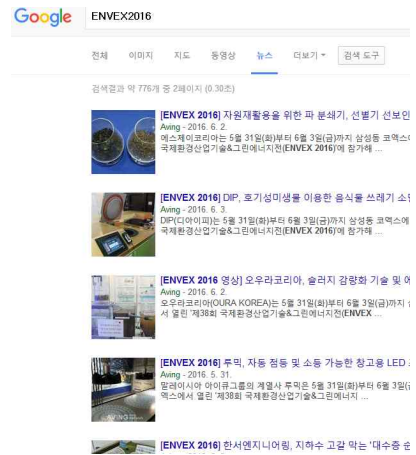 Google ENVEX2016
전체 이미지 지도 동영상 뉴스 더보기 검색 도구
검색결과 약 776개 중 2페이지 (0.30초)
[ENVEX 2016] 자원재활용을 위한 파 분쇄기, 선별기 선보인
Aving - 2016. 6. 2.
에스제이코리아는 5월 31일(화)부터 6월 3일(금)까지 삼성동 코엑스에
국제환경산업기술&그린에너지전(ENVEX 2016)'에 참가해 ...
[ENVEX 2016] DIP, 호기성미생물 이용한 음식물 쓰레기 소멸
Aving - 2016. 6. 3.
DIP(디아이피)는 5월 31일(화)부터 6월 3일(금)까지 삼성동 코엑스에
국제환경산업기술&그린에너지전(ENVEX 2016)'에 참가해 ...
[ENVEX 2016 영상] 오우라코리아, 슬러지 감량화 기술 및 에
Aving - 2016. 6. 2.
오우라코리아(OURA KOREA)는 5월 31일(화)부터 6월 3일(금)까지
서 열린 '제38회 국제환경산업기술&그린에너지전(ENVEX ...
[ENVEX 2016] 루믹, 자동 점등 및 소등 가능한 창고용 LED
Aving - 2016. 5. 31.
말레이시아 아이큐그룹의 계열사 루믹은 5월 31일(화)부터 6월 3일(
엑스에서 열린 '제38회 국제환경산업기술&그린에너지 ...
[ENVEX 2016] 한서엔지니어링, 지하수 고갈 막는 '대수층 순